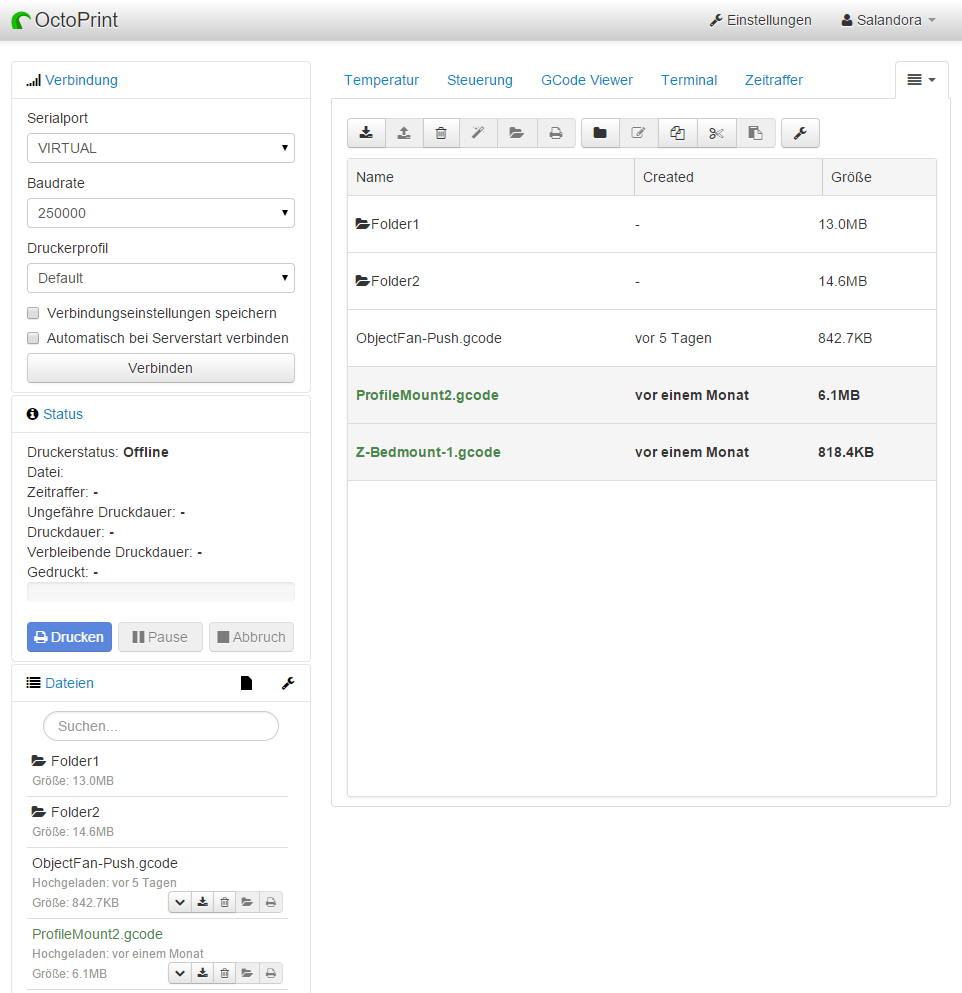 OctoPrint
Einstellungen
Salandora
Verbindung
Serialport
VIRTUAL
Baudrate
250000
Druckerprofil
Default
Verbindungseinstellungen speichern
Automatisch bei Serverstart verbinden
Verbinden
Status
Druckerstatus: Offline
Datei:
Zeitraffer: -
Ungefähre Druckdauer: -
Druckdauer: -
Verbleibende Druckdauer: -
Gedruckt: -
Drucken
Pause
Abbruch
Dateien
Suchen...
Folder1
Größe: 13.0MB
Folder2
Größe: 14.6MB
ObjectFan-Push.gcode
Hochgeladen: vor 5 Tagen
Größe: 842.7KB
ProfileMount2.gcode
Hochgeladen: vor einem Monat
Größe: 6.1MB
Temperatur Steuerung GCode Viewer Terminal Zeitraffer
Name Created Größe
Folder1 - 13.0MB
Folder2 - 14.6MB
ObjectFan-Push.gcode vor 5 Tagen 842.7KB
ProfileMount2.gcode vor einem Monat 6.1MB
Z-Bedmount-1.gcode vor einem Monat 818.4KB